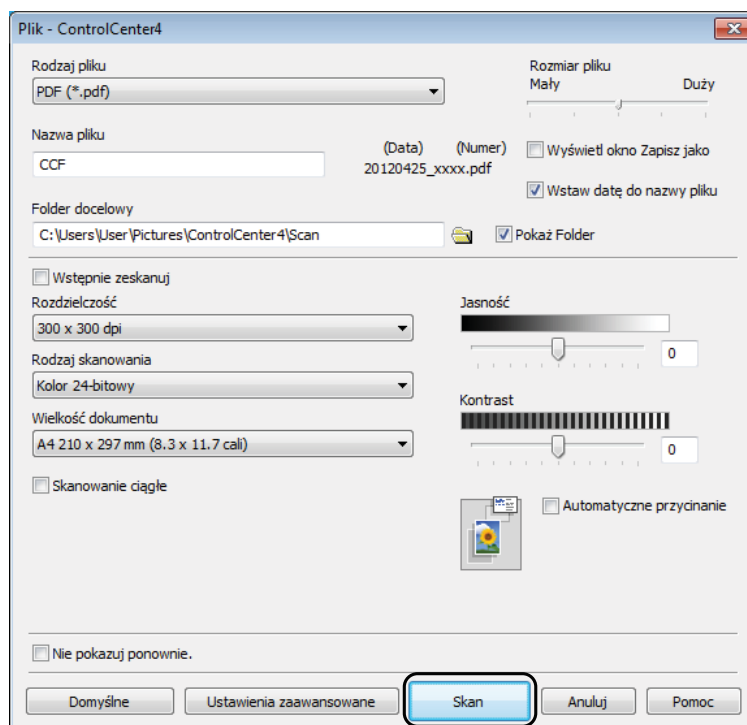 Plik - ControlCenter4
Rodzaj pliku
PDF (*.pdf)
Rozmiar pliku
Mały Duży
Nazwa pliku
CCF
(Data) (Numer)
20120425_xxxx.pdf
Wyświetl okno Zapisz jako
Wstaw datę do nazwy pliku
Folder docelowy
C:\Users\User\Pictures\ControlCenter4\Scan
Pokaż Folder
Wstępnie zeskanuj
Rozdzielczość
300 x 300 dpi
Rodzaj skanowania
Kolor 24-bitowy
Wielkość dokumentu
A4 210 x 297 mm (8.3 x 11.7 cali)
Skanowanie ciągłe
Jasność
0
Kontrast
0
Automatyczne przycinanie
Nie pokazuj ponownie.
Domyślne Ustawienia zaawansowane Skan Anuluj Pomoc